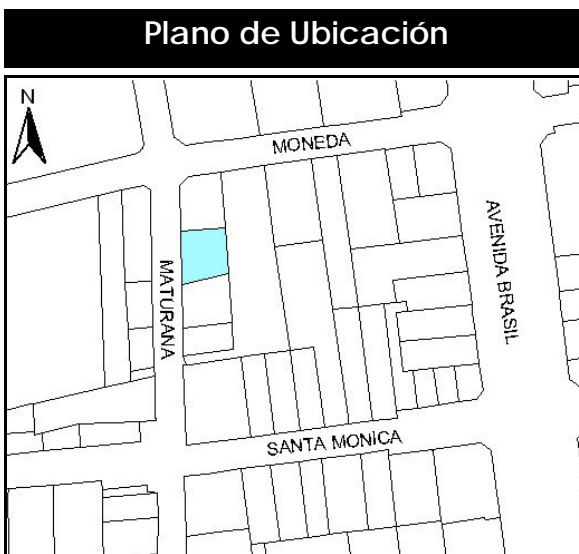 Plano de Ubicación
N
MONEDA
MATURANA
AVENIDA BRASIL
SANTA MONICA